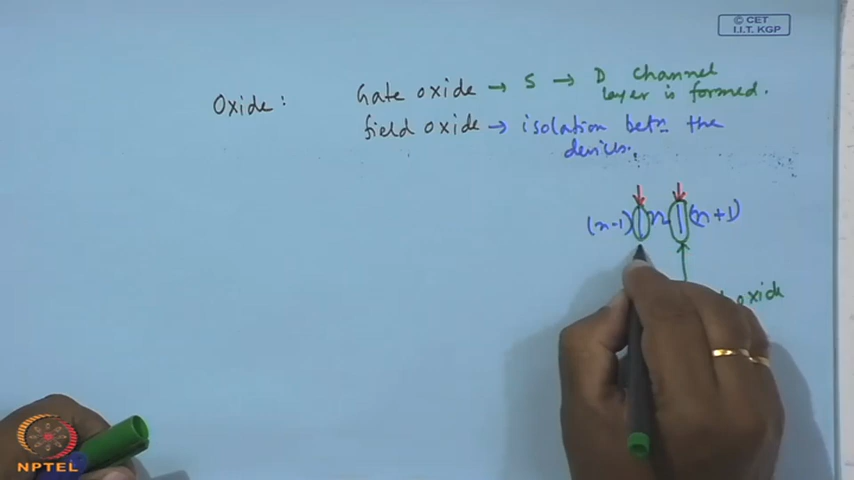 © CET
I.I.T. KGP
Oxide: Gate oxide → S → D channel
layer is formed.
field oxide → isolation betn the
devices.
(n-1) n (n+1)
oxide
NPTEL